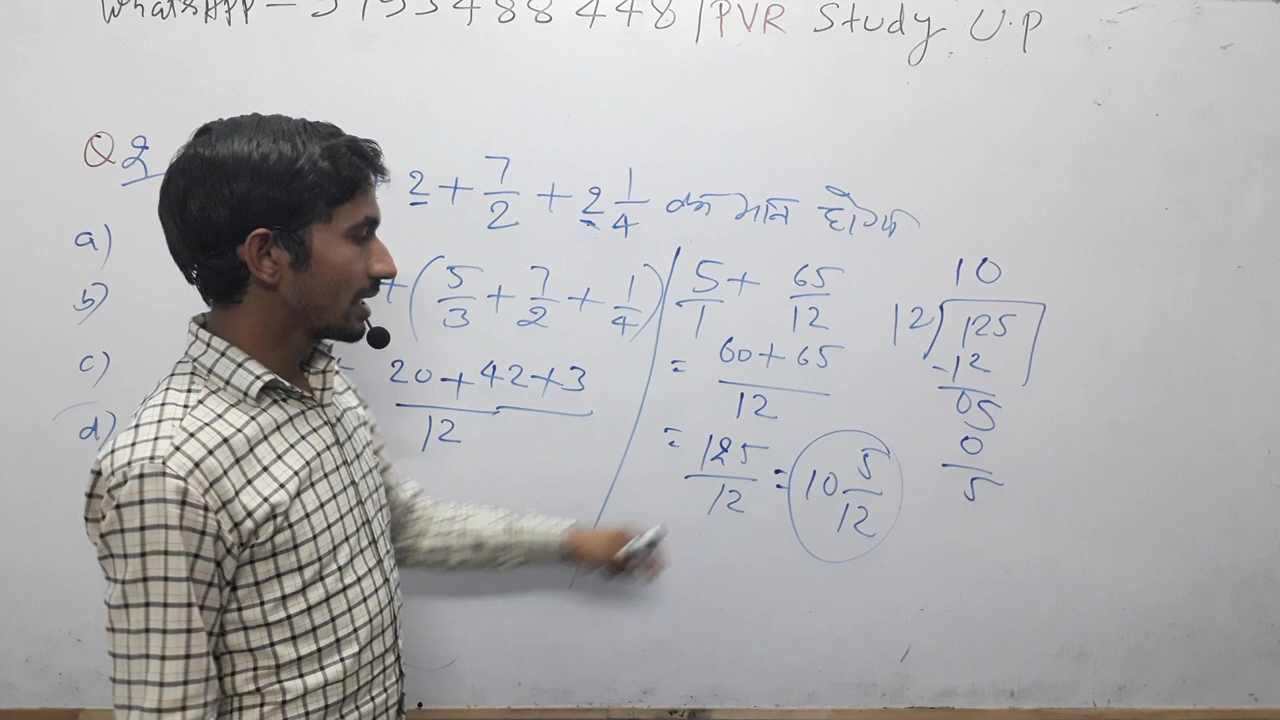 WhatsApp - 5193488448/PVR Study U.P
Q 2 2 + 7/2 + 2 1/4 का मान होगा
a)
b) + (5/3 + 7/2 + 1/4)
c) 20+42+3
12
d)
5/1 + 65/12
= 60+65
12
= 125/12 = 10 5/12
10
12)125
-12
05
0
5